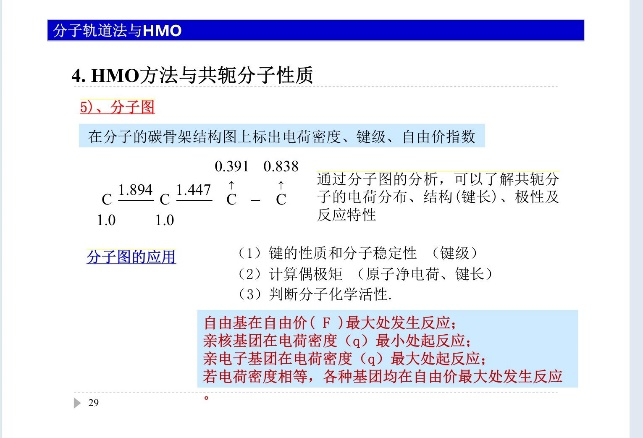 分子轨道法与HMO
4. HMO方法与共轭分子性质
5)、分子图
在分子的碳骨架结构图上标出电荷密度、键级、自由价指数
0.391 0.838
C 1.894 C 1.447 C — C
↑ ↑
1.0 1.0
通过分子图的分析，可以了解共轭分
子的电荷分布、结构(键长)、极性及
反应特性
分子图的应用
（1）键的性质和分子稳定性 （键级）
（2）计算偶极矩 （原子净电荷、键长）
（3）判断分子化学活性.
自由基在自由价( F )最大处发生反应；
亲核基团在电荷密度（q）最小处起反应；
亲电子基团在电荷密度（q）最大处起反应；
若电荷密度相等，各种基团均在自由价最大处发生反应
。
29